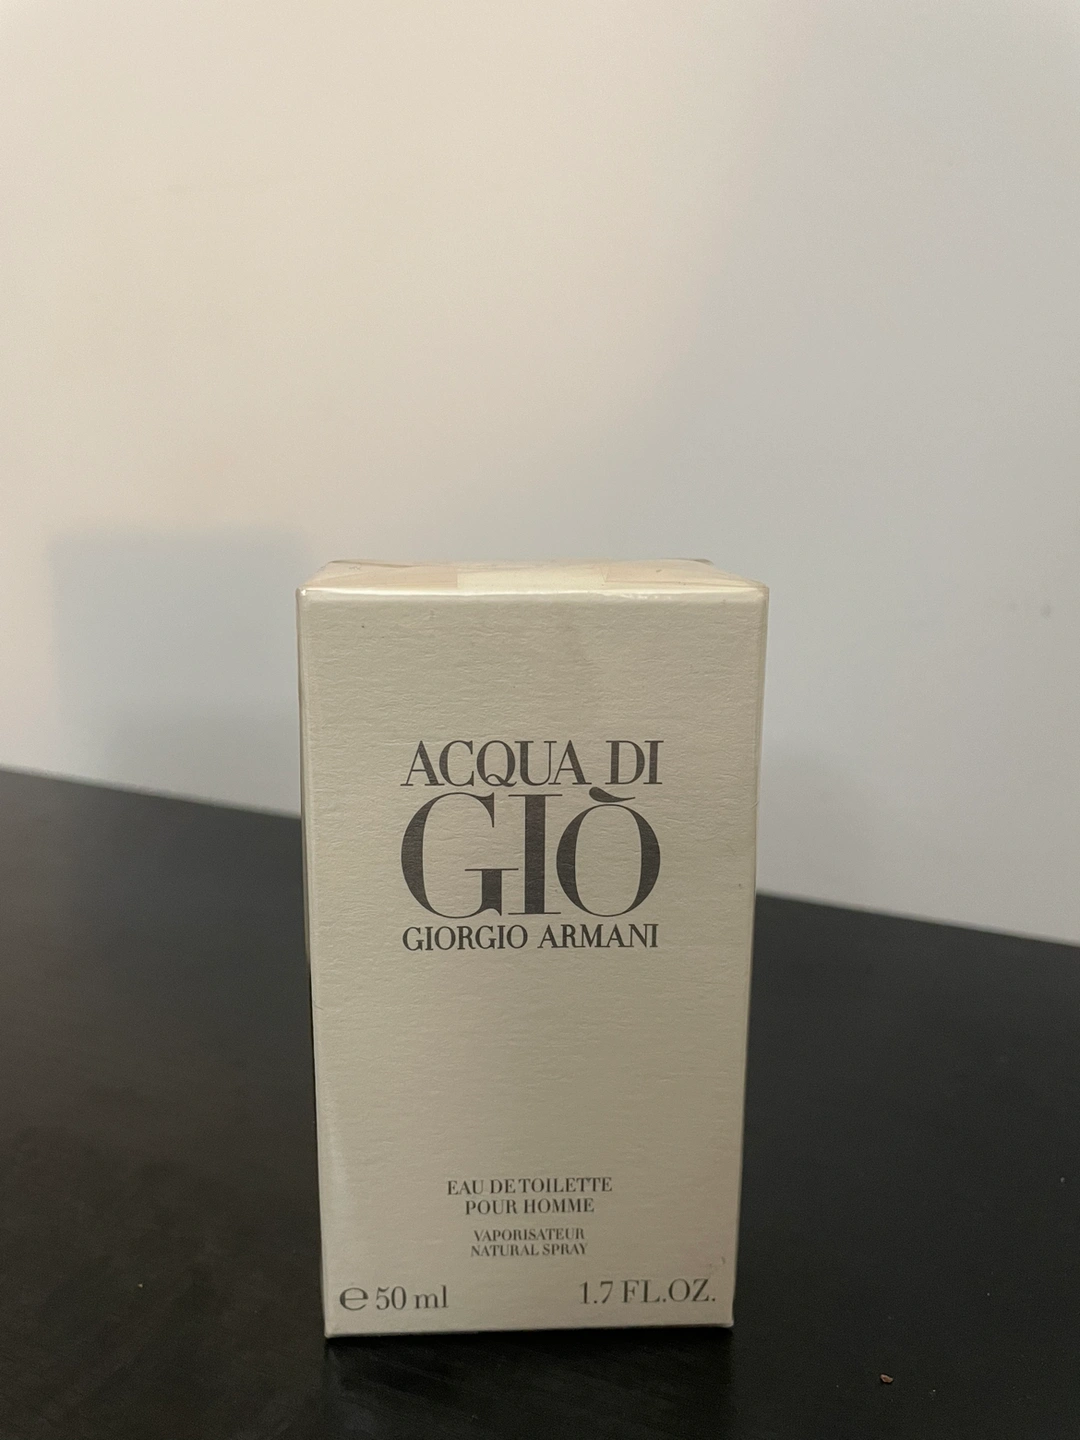 ACQUA DI
GIÒ
GIORGIO ARMANI
EAU DE TOILETTE
POUR HOMME
VAPORISATEUR
NATURAL SPRAY
℮ 50 ml 1.7 FL.OZ.